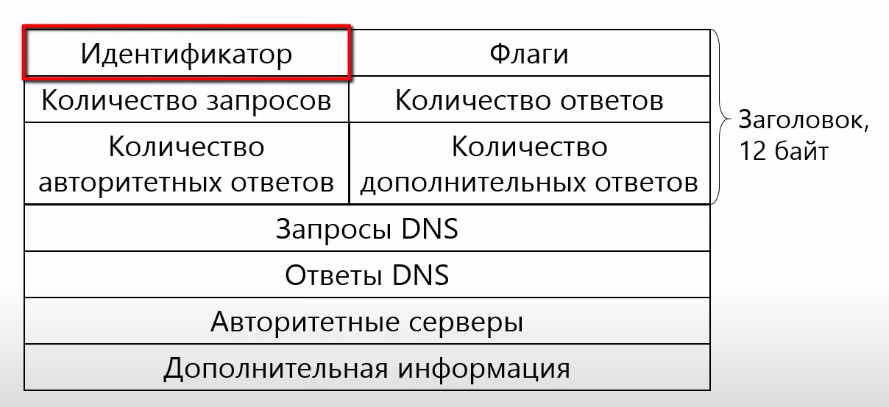 Идентификатор
Флаги
Количество запросов
Количество ответов
Заголовок,
12 байт
Количество
авторитетных ответов
Количество
дополнительных ответов
Запросы DNS
Ответы DNS
Авторитетные серверы
Дополнительная информация